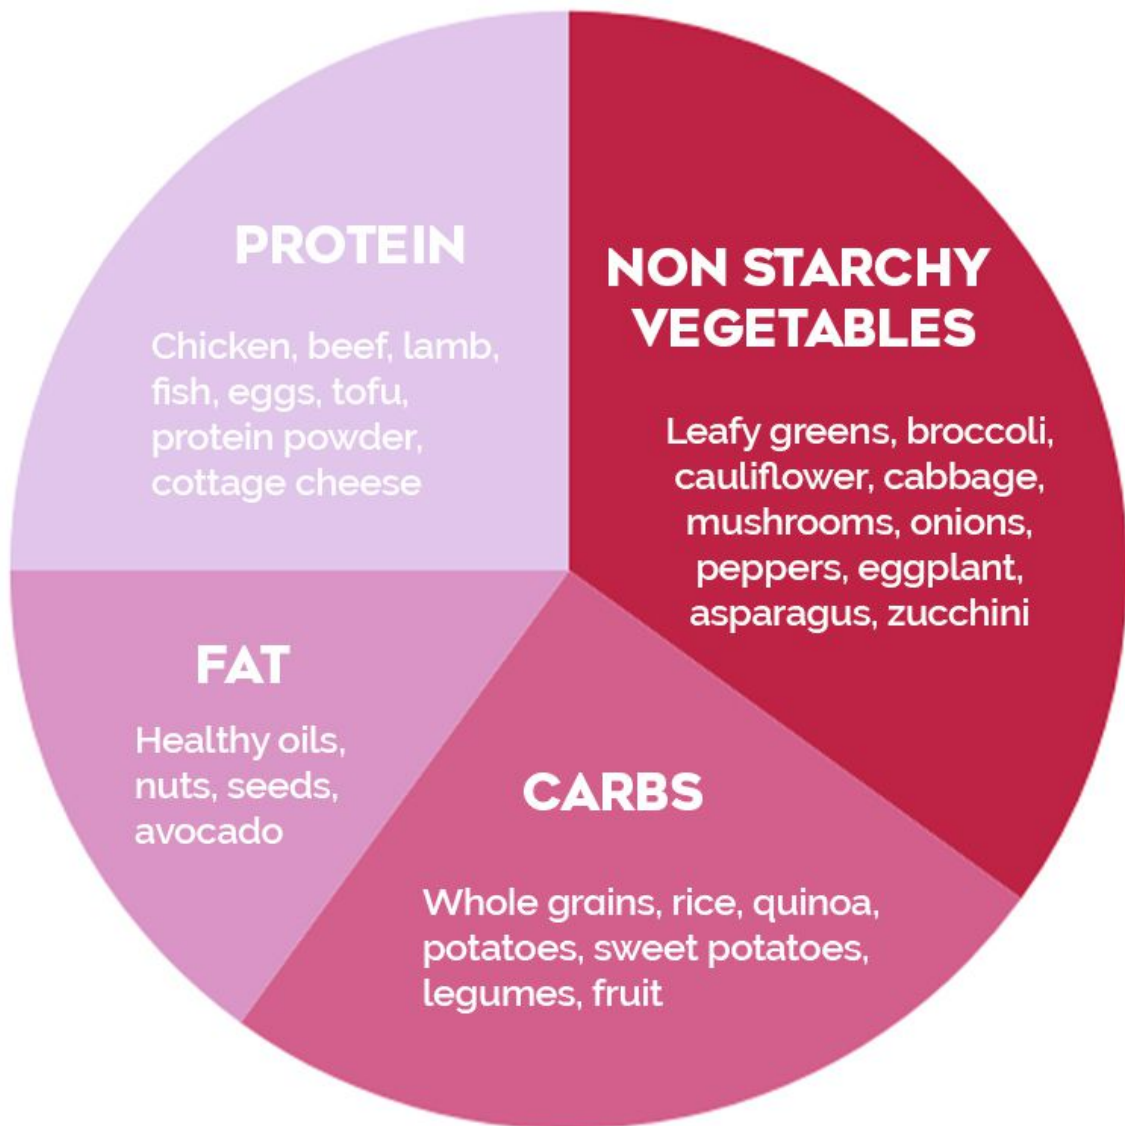 PROTEIN
Chicken, beef, lamb,
fish, eggs, tofu,
protein powder,
cottage cheese
NON STARCHY
VEGETABLES
Leafy greens, broccoli,
cauliflower, cabbage,
mushrooms, onions,
peppers, eggplant,
asparagus, zucchini
FAT
Healthy oils,
nuts, seeds,
avocado
CARBS
Whole grains, rice, quinoa,
potatoes, sweet potatoes,
legumes, fruit